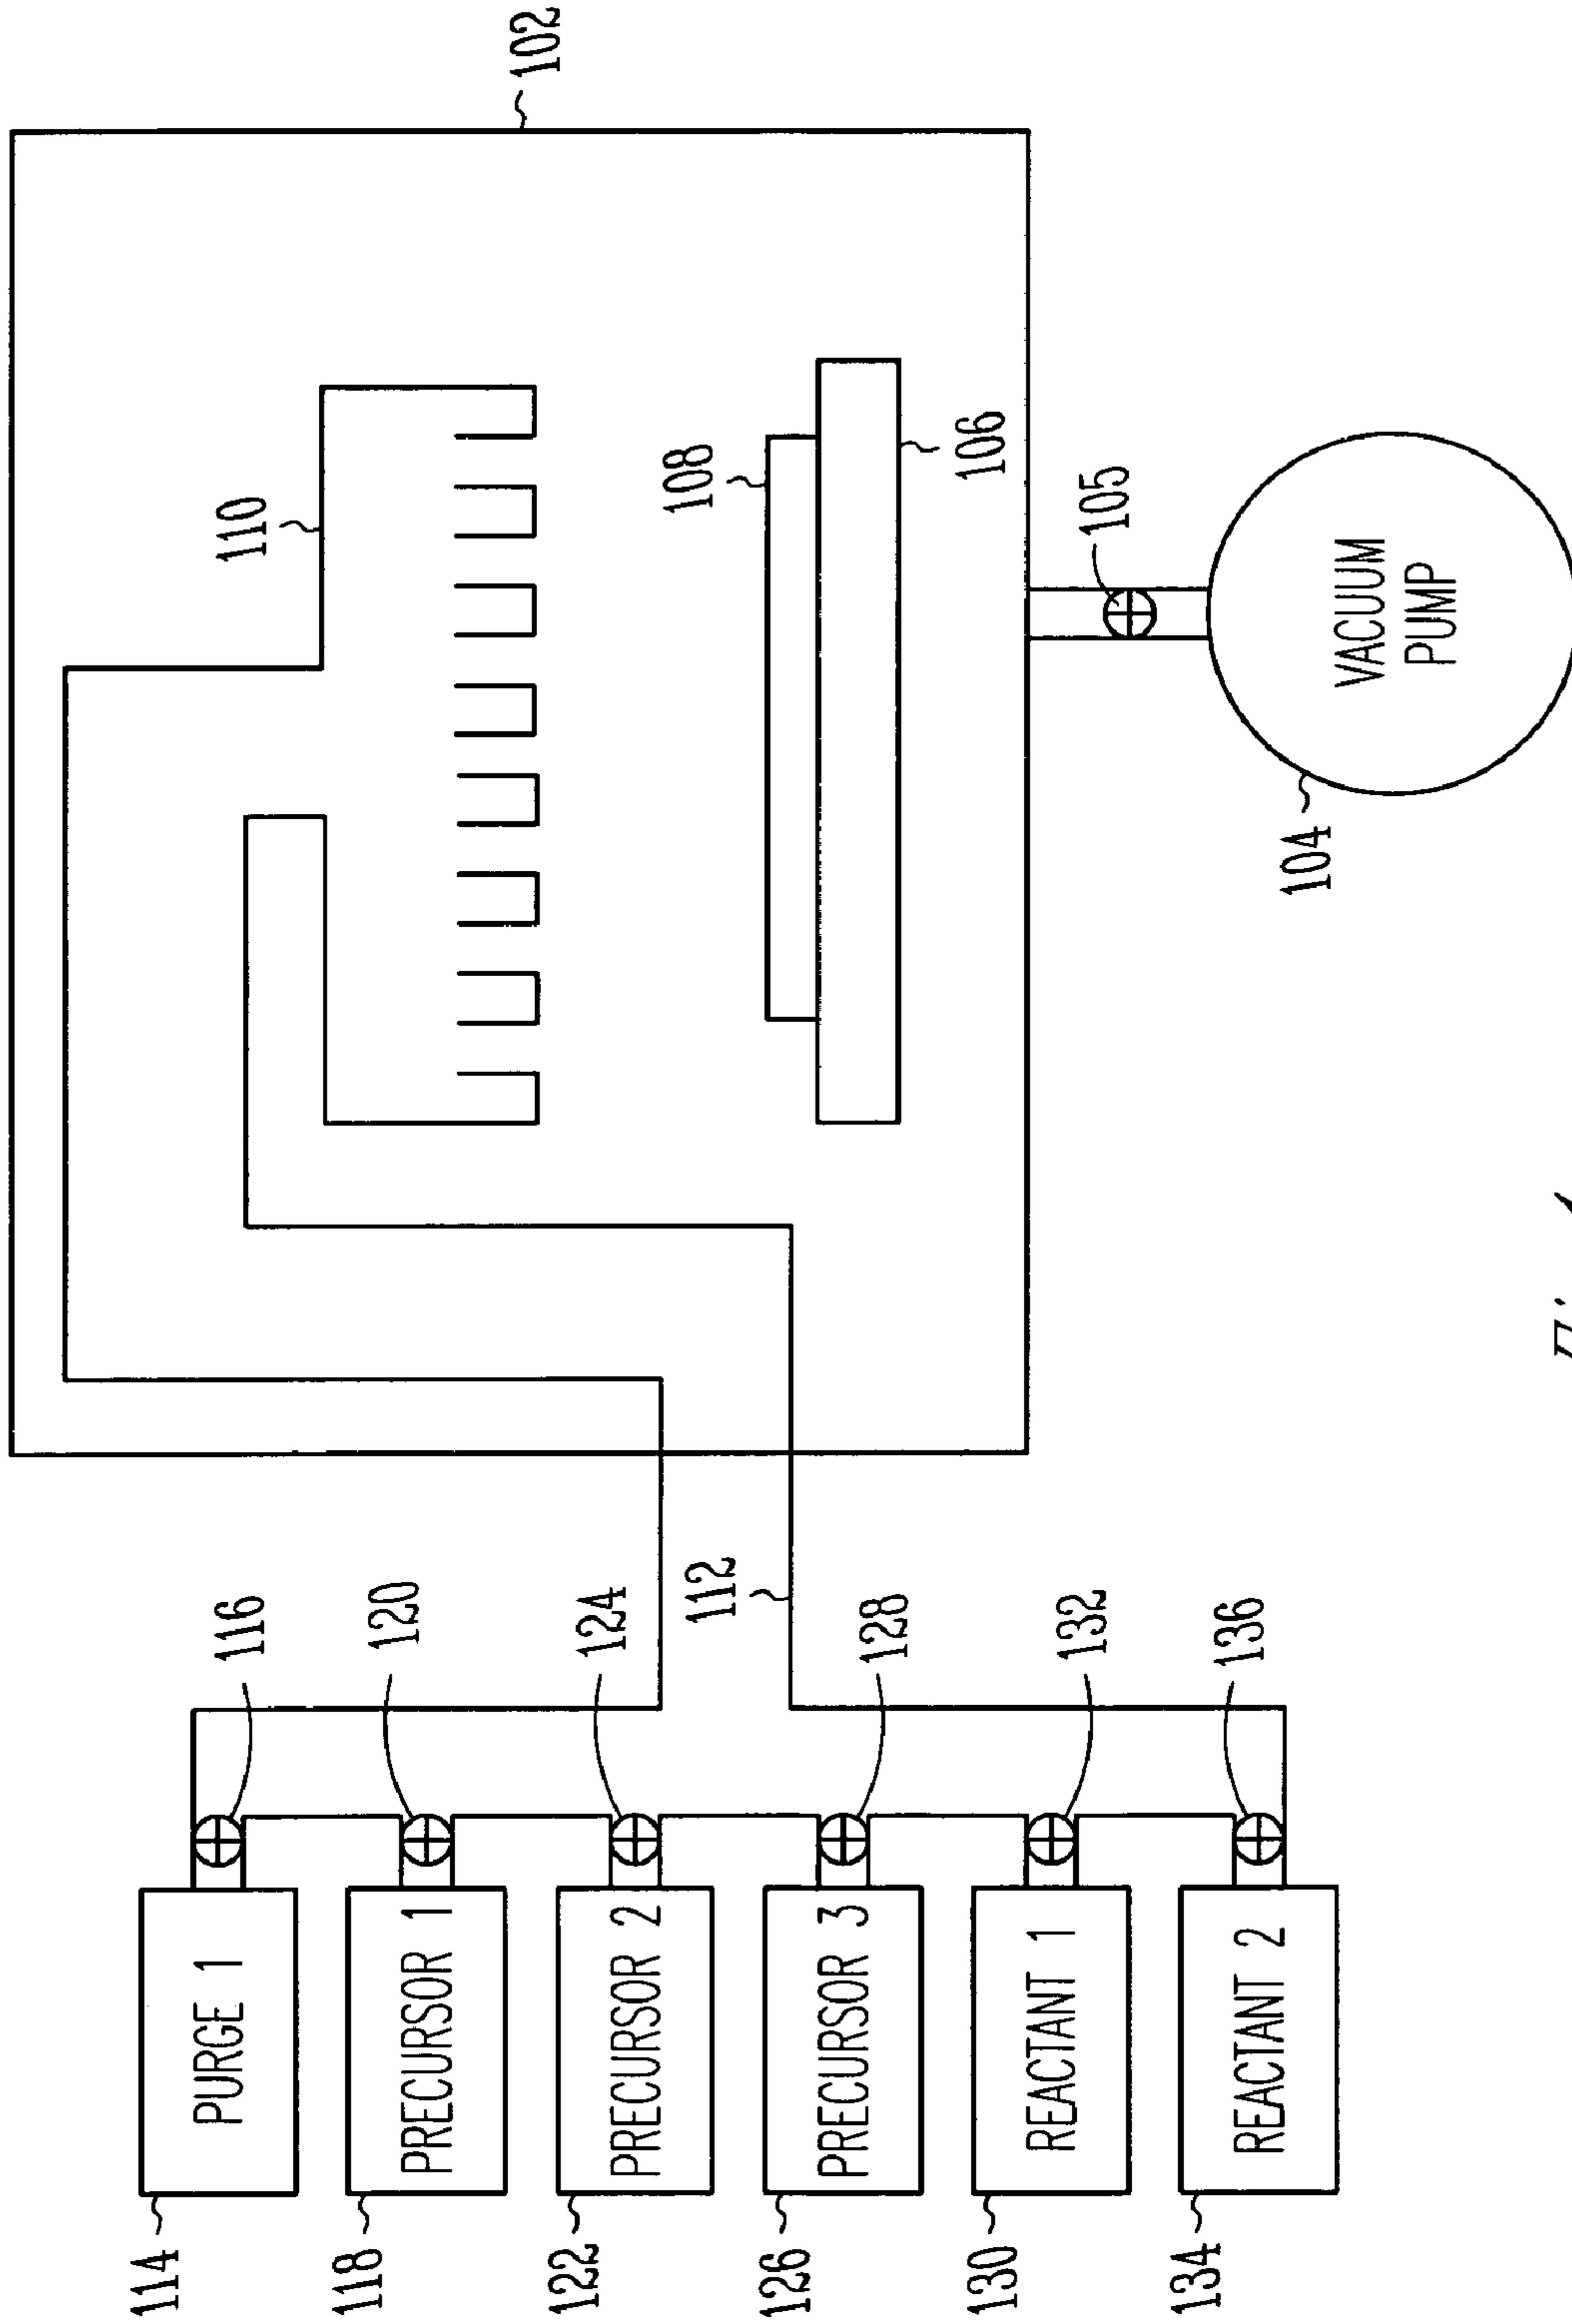 102
110
108
106
105
VACUUM
PUMP
104
112
116
120
124
128
132
136
PURGE 1
PRECURSOR 1
PRECURSOR 2
PRECURSOR 3
REACTANT 1
REACTANT 2
114
118
122
126
130
134